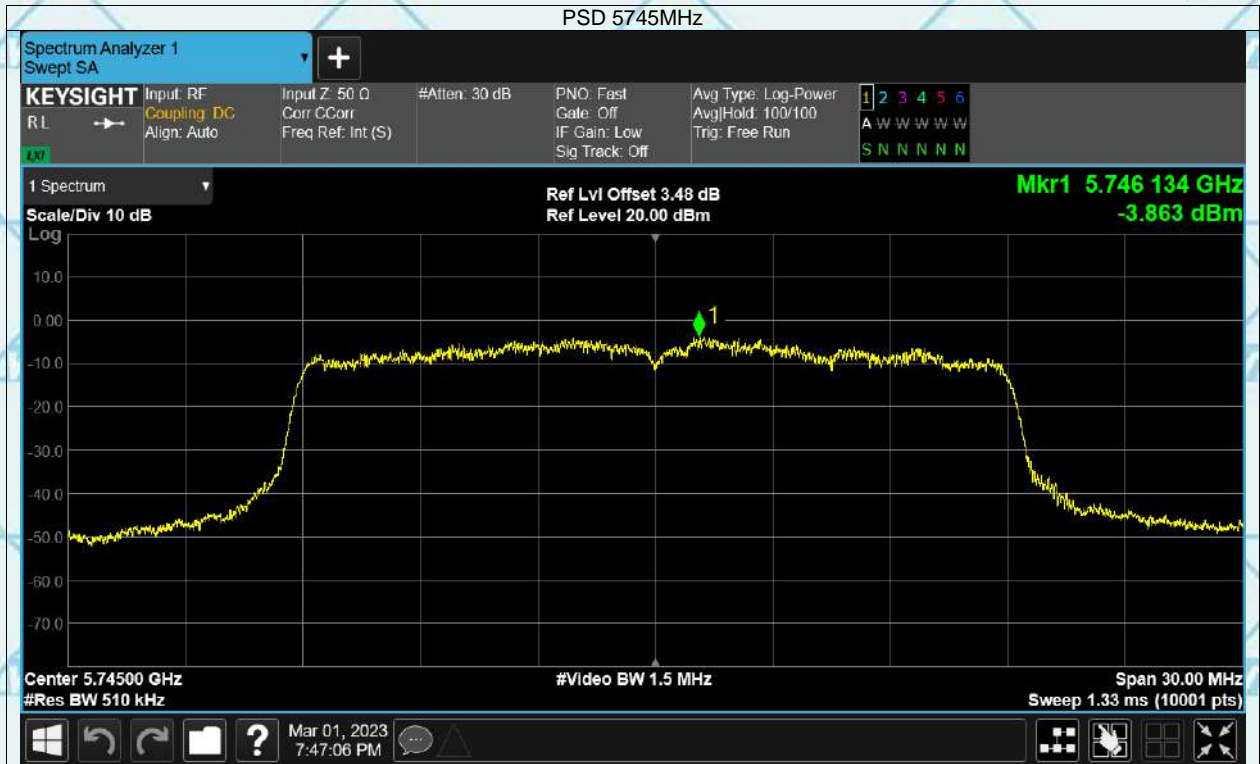 PSD 5745MHz
Spectrum Analyzer 1
Swept SA
+
KEYSIGHT
RL
LXI
Input: RF
Coupling: DC
Align: Auto
Input Z: 50 Ω
Corr CCorr
Freq Ref: Int (S)
#Atten: 30 dB
PNO: Fast
Gate: Off
IF Gain: Low
Sig Track: Off
Avg Type: Log-Power
Avg|Hold: 100/100
Trig: Free Run
1 2 3 4 5 6
A W W W W W
S N N N N N
1 Spectrum
Scale/Div 10 dB
Ref Lvl Offset 3.48 dB
Ref Level 20.00 dBm
Mkr1 5.746 134 GHz
-3.863 dBm
Log
10.0
0.00
-10.0
-20.0
-30.0
-40.0
-50.0
-60.0
-70.0
1
Center 5.74500 GHz
#Res BW 510 kHz
#Video BW 1.5 MHz
Span 30.00 MHz
Sweep 1.33 ms (10001 pts)
?
Mar 01, 2023
7:47:06 PM